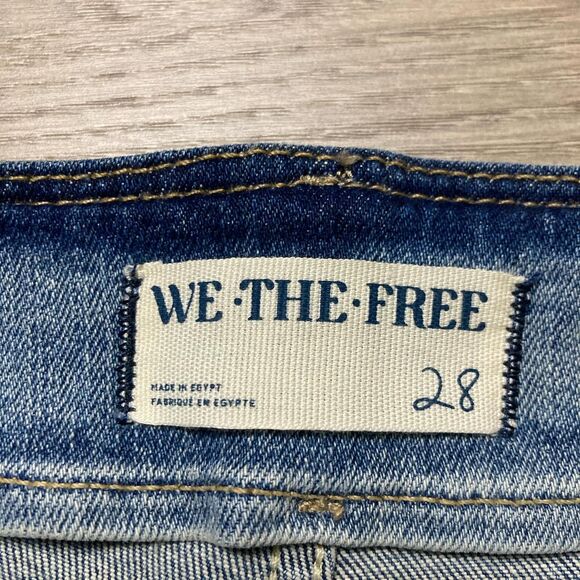 WE·THE·FREE
MADE IN EGYPT
FABRIQUÉ EN EGYPTE
28